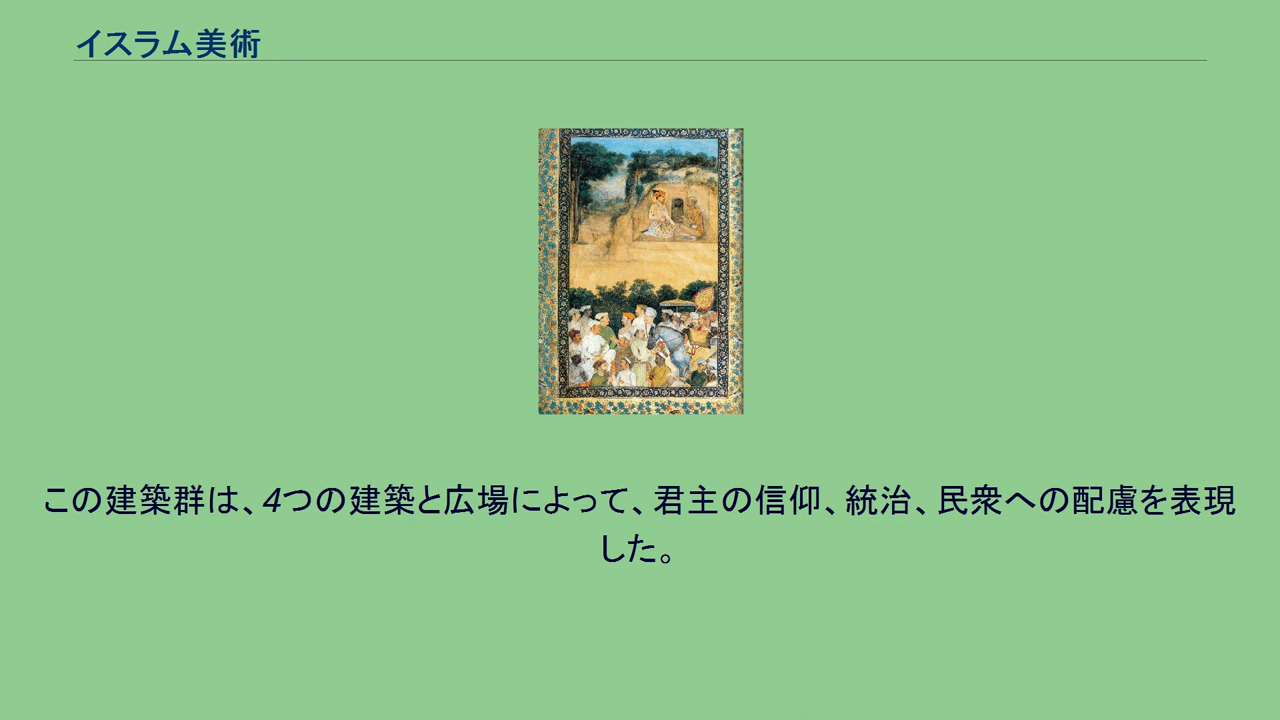 イスラム美術
この建築群は、4つの建築と広場によって、君主の信仰、統治、民衆への配慮を表現
した。